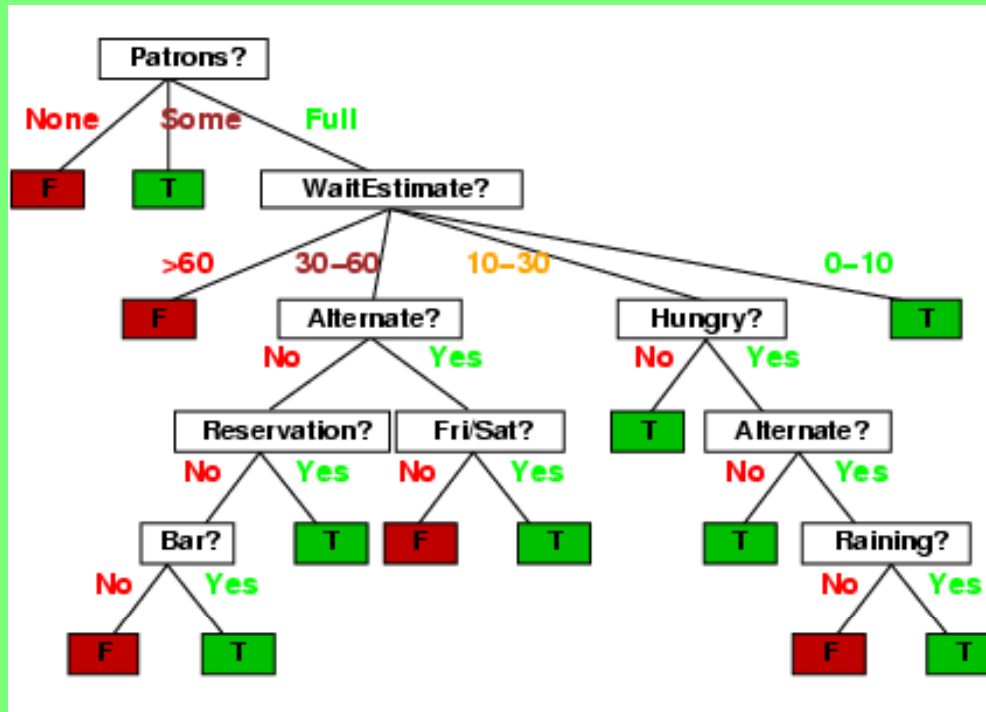 Patrons?
None Some Full
F T WaitEstimate?
>60 30–60 10–30 0–10
F Alternate? Hungry? T
No Yes No Yes
Reservation? Fri/Sat? T Alternate?
No Yes No Yes No Yes
Bar? T F T T Raining?
No Yes No Yes
F T F T